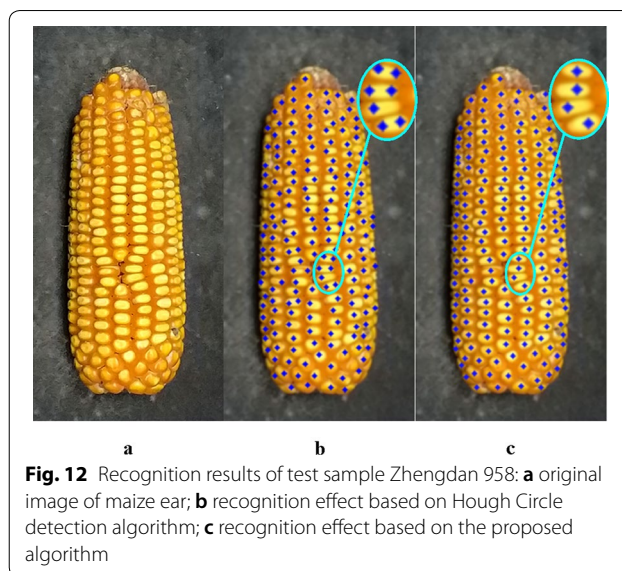 a b c
Fig. 12 Recognition results of test sample Zhengdan 958: a original
image of maize ear; b recognition effect based on Hough Circle
detection algorithm; c recognition effect based on the proposed
algorithm